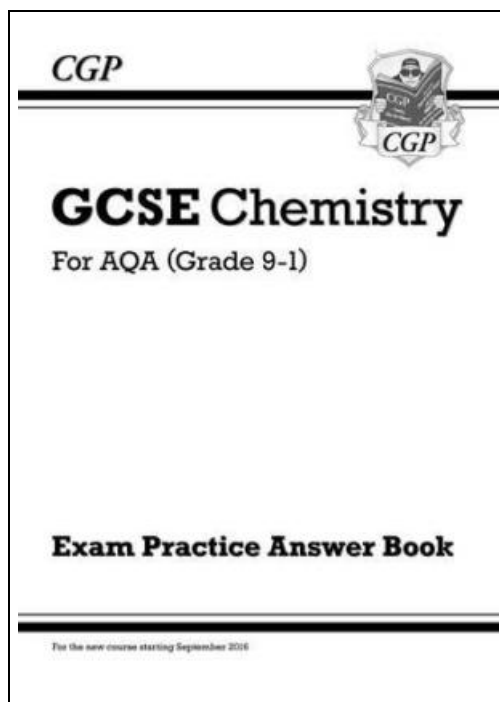 CGP
CGP
CGP
GCSE Chemistry
For AQA (Grade 9-1)
Exam Practice Answer Book
For the new course starting September 2016